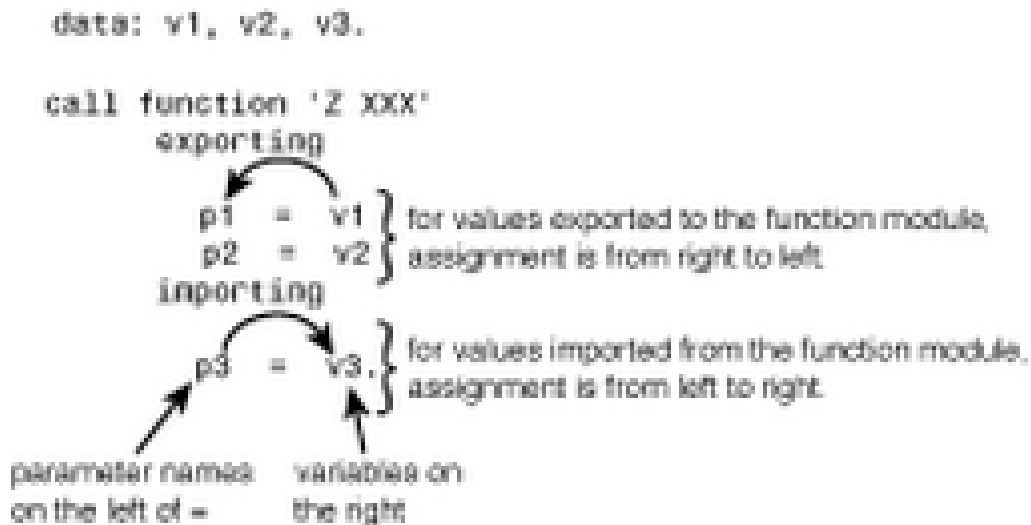 data: v1, v2, v3.
call function 'Z XXX'
exporting
p1 = v1
p2 = v2
for values exported to the function module,
assignment is from right to left
importing
p3 = v3.
for values imported from the function module,
assignment is from left to right.
parameter names
on the left of =
variables on
the right